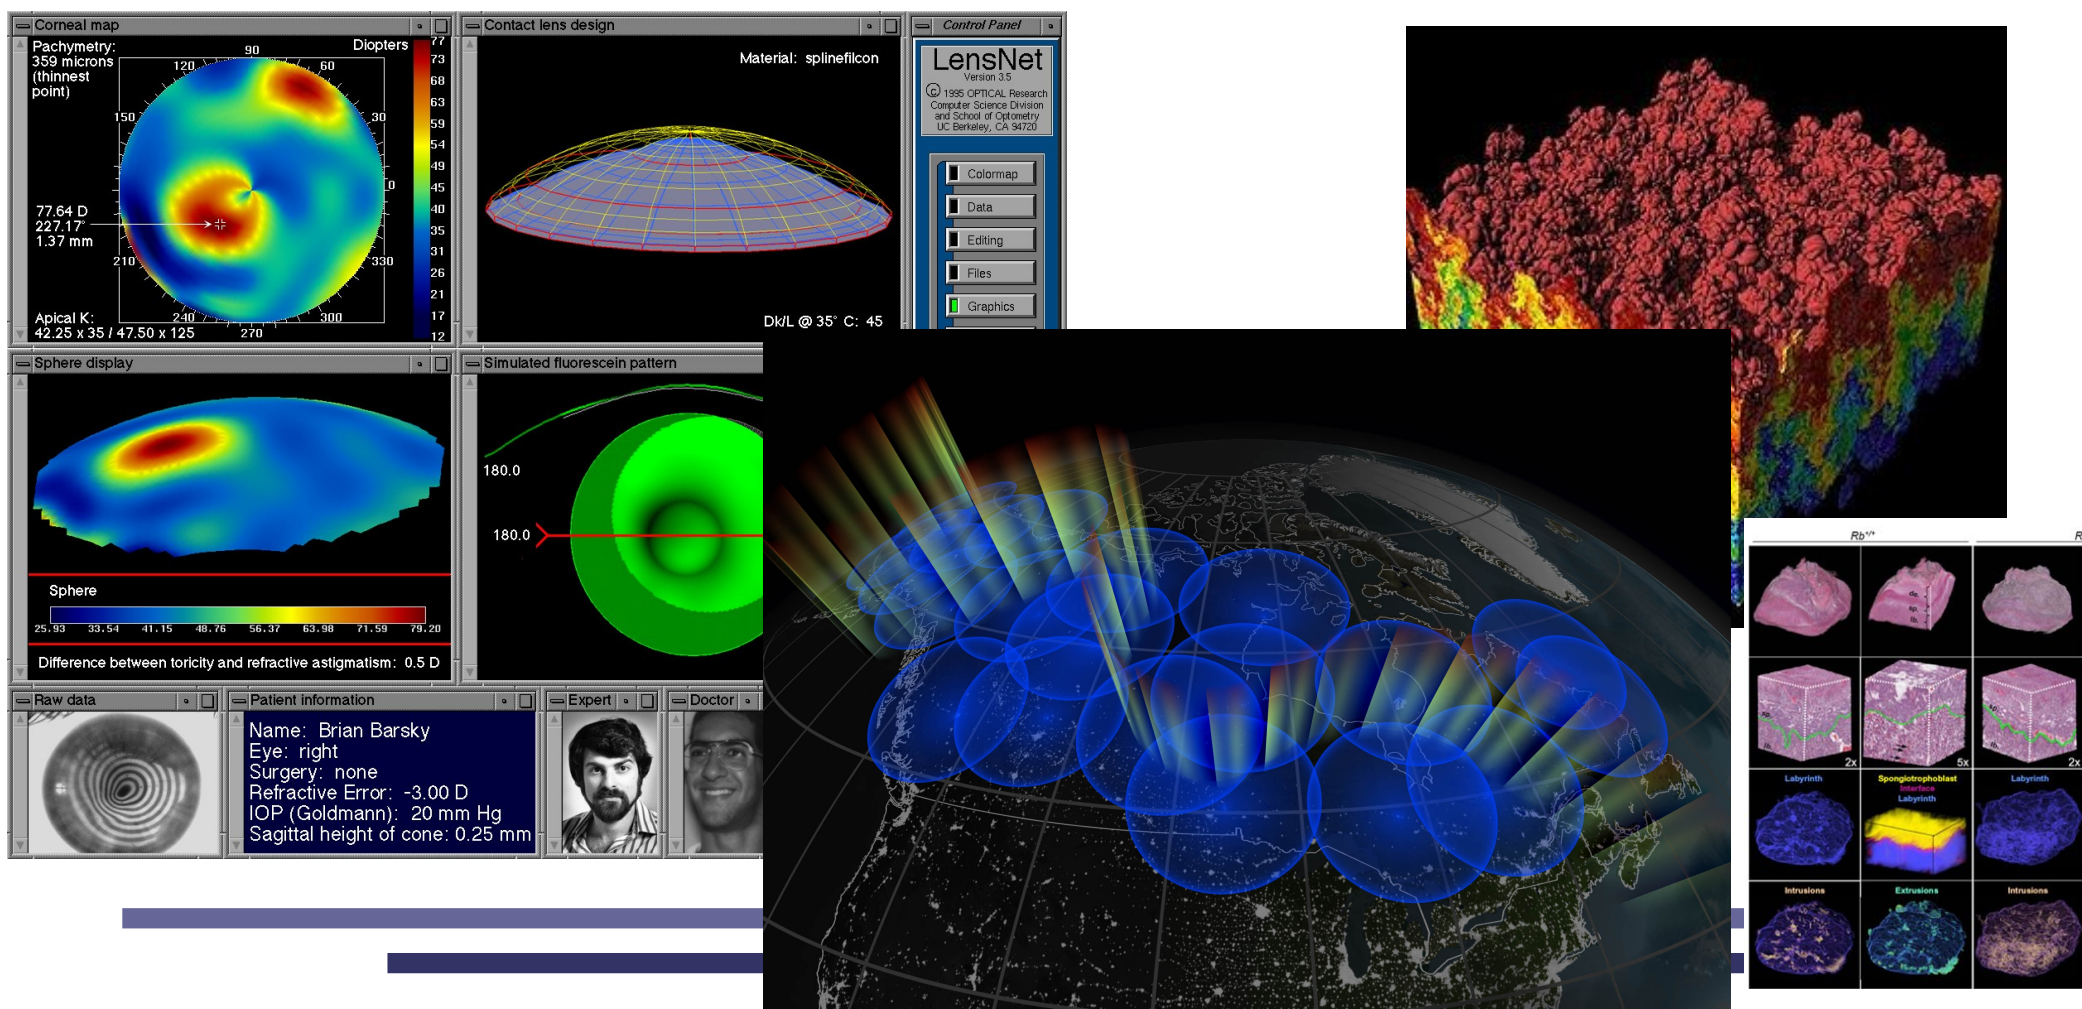 Corneal map
Pachymetry:
359 microns
(thinnest
point)
Diopters
90
120
60
150
30
0
210
330
240
300
270
77.64 D
227.17°
1.37 mm
Apical K:
42.25 x 35 / 47.50 x 125
77
73
68
63
59
54
49
45
40
35
31
26
21
17
12
Contact lens design
Material: splinefilcon
Dk/L @ 35° C: 45
Control Panel
LensNet
Version 3.5
© 1995 OPTICAL Research
Computer Science Division
and School of Optometry
UC Berkeley, CA 94720
Colormap
Data
Editing
Files
Graphics
Sphere display
Sphere
25.93 33.54 41.15 48.76 56.37 63.98 71.59 79.20
Difference between toricity and refractive astigmatism: 0.5 D
Simulated fluorescein pattern
180.0
180.0
Raw data
Patient information
Name: Brian Barsky
Eye: right
Surgery: none
Refractive Error: -3.00 D
IOP (Goldmann): 20 mm Hg
Sagittal height of cone: 0.25 mm
Expert
Doctor
Rb+/+
R
de.
sp.
lb.
sp.
lb.
2x
5x
sp.
lb.
2x
Labyrinth
Spongiotrophoblast
Interface
Labyrinth
Labyrinth
Intrusions
Extrusions
Intrusions